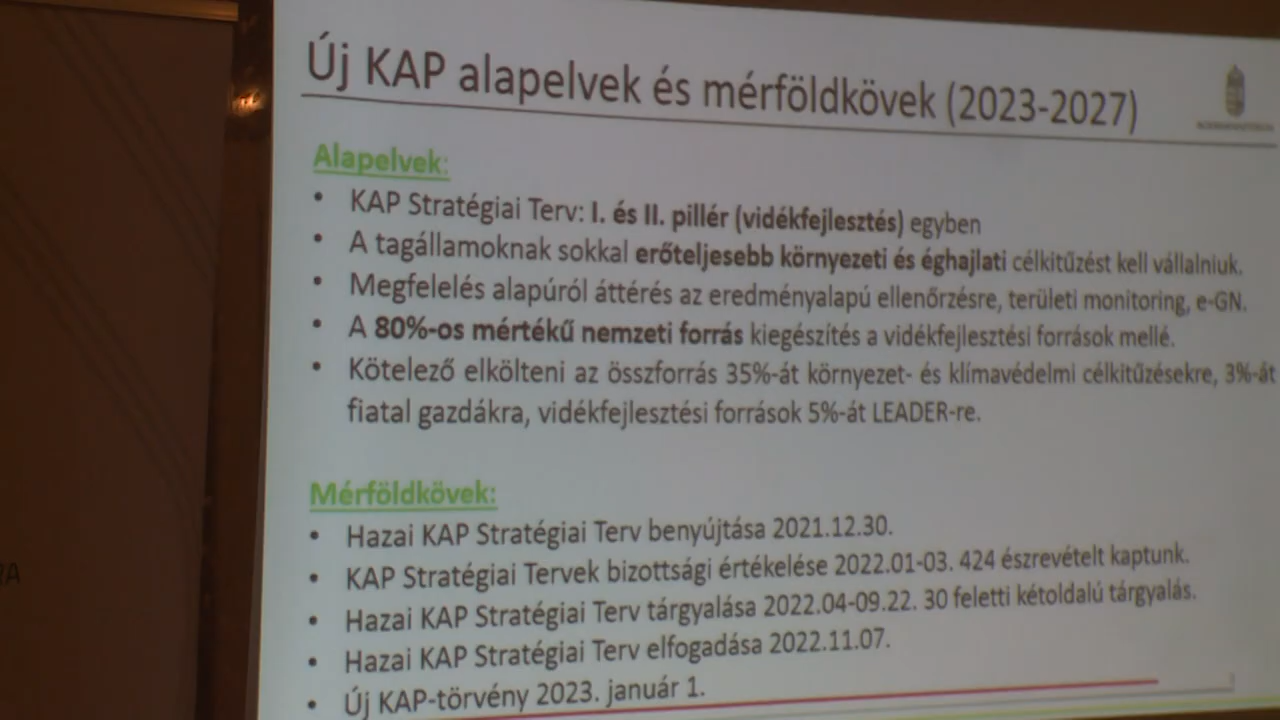 Új KAP alapelvek és mérföldkövek (2023-2027)
Alapelvek:
• KAP Stratégiai Terv: I. és II. pillér (vidékfejlesztés) egyben
• A tagállamoknak sokkal erőteljesebb környezeti és éghajlati célkitűzést kell vállalniuk.
• Megfelelés alapúról áttérés az eredményalapú ellenőrzésre, területi monitoring, e-GN.
• A 80%-os mértékű nemzeti forrás kiegészítés a vidékfejlesztési források mellé.
• Kötelező elkölteni az összforrás 35%-át környezet- és klímavédelmi célkitűzésekre, 3%-át
fiatal gazdákra, vidékfejlesztési források 5%-át LEADER-re.
Mérföldkövek:
• Hazai KAP Stratégiai Terv benyújtása 2021.12.30.
• KAP Stratégiai Tervek bizottsági értékelése 2022.01-03. 424 észrevételt kaptunk.
• Hazai KAP Stratégiai Terv tárgyalása 2022.04-09.22. 30 feletti kétoldalú tárgyalás.
• Hazai KAP Stratégiai Terv elfogadása 2022.11.07.
• Új KAP-törvény 2023. január 1.
RA